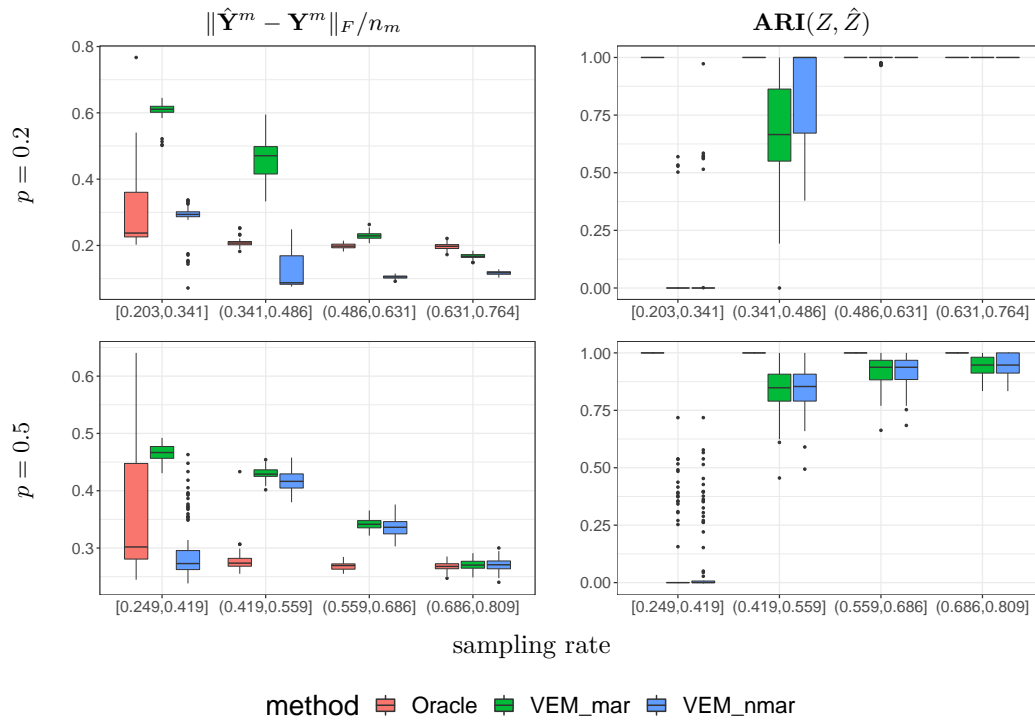 ‖Ŷᵐ − Yᵐ‖_F/n_m
ARI(Z, Ẑ)
p = 0.2
0.8
0.6
0.4
0.2
[0.203,0.341] (0.341,0.486] (0.486,0.631] (0.631,0.764]
1.00
0.75
0.50
0.25
0.00
[0.203,0.341] (0.341,0.486] (0.486,0.631] (0.631,0.764]
p = 0.5
0.6
0.5
0.4
0.3
[0.249,0.419] (0.419,0.559] (0.559,0.686] (0.686,0.809]
1.00
0.75
0.50
0.25
0.00
[0.249,0.419] (0.419,0.559] (0.559,0.686] (0.686,0.809]
sampling rate
method Oracle VEM_mar VEM_nmar